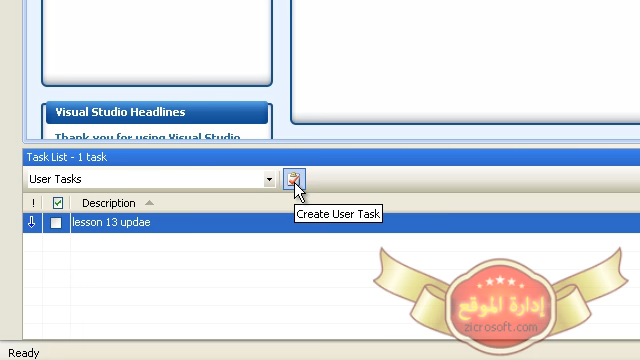 Visual Studio Headlines
Thank you for using Visual Studio
Task List - 1 task
User Tasks
Create User Task
! Description
lesson 13 updae
إدارة الموقع
zicrosoft.com
Ready